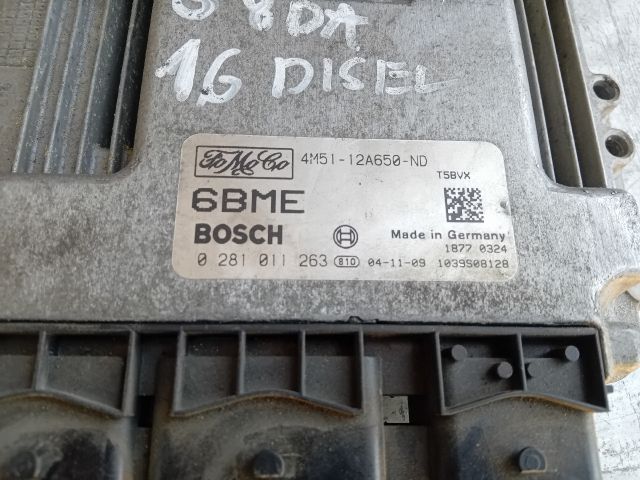 G8DA
1,6 DISEL
FoMoCo 4M51-12A650-ND
T5BVX
6BME
BOSCH Made in Germany
1877 0324
0 281 011 263 810 04-11-09 1039S08128